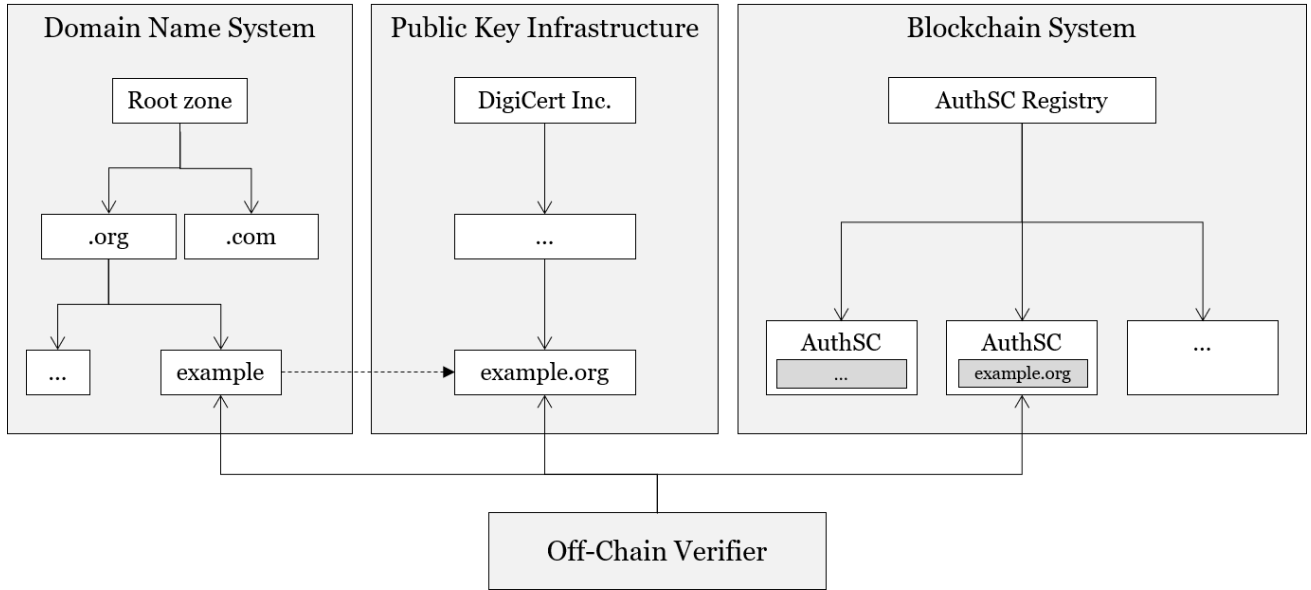 Domain Name System
Root zone
.org
.com
...
example
Public Key Infrastructure
DigiCert Inc.
...
example.org
Blockchain System
AuthSC Registry
AuthSC
...
AuthSC
example.org
...
Off-Chain Verifier